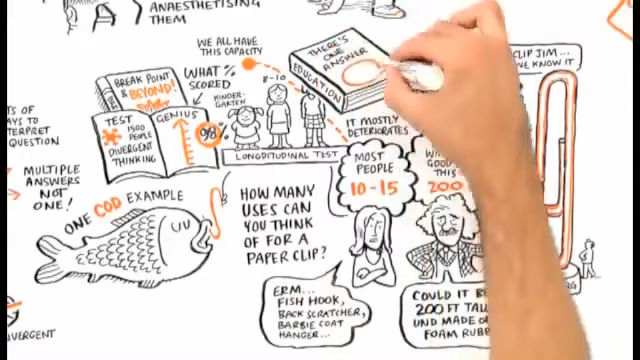 ANAESTHETISING
THEM
WE ALL HAVE
THIS CAPACITY
BREAK POINT
& BEYOND!
WHAT %
SCORED
8-10
KINDER-
GARTEN
THERE'S
ONE
ANSWER
EDUCATION
CLIP JIM...
KNOW IT
TEST
1500
PEOPLE
DIVERGENT
THINKING
GENIUS
98%
LONGITUDINAL TEST
IT MOSTLY
DETERIORATES
TS OF
YS TO
TERPRET
QUESTION
MULTIPLE
ANSWERS
NOT
ONE!
MOST
PEOPLE
10-15
GOOD
THIS
200
ONE COD EXAMPLE
HOW MANY
USES CAN
YOU THINK
OF FOR A
PAPER CLIP?
ERM...
FISH HOOK,
BACK SCRATCHER,
BARBIE COAT
HANGER...
COULD IT BE
200 FT TAL
UND MADE O
FOAM RUBB
VERGENT